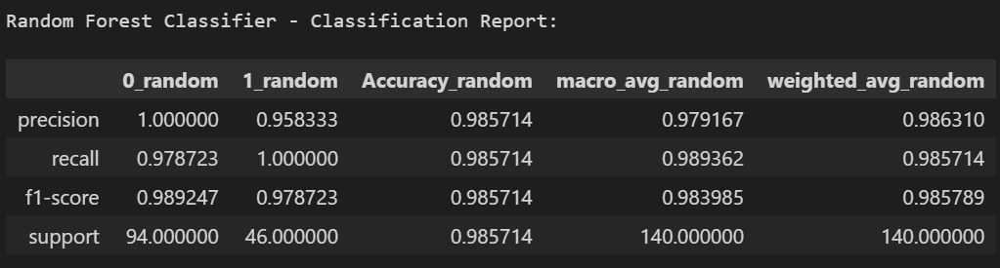 Random Forest Classifier - Classification Report:
0_random 1_random Accuracy_random macro_avg_random weighted_avg_random
precision 1.000000 0.958333 0.985714 0.979167 0.986310
recall 0.978723 1.000000 0.985714 0.989362 0.985714
f1-score 0.989247 0.978723 0.985714 0.983985 0.985789
support 94.000000 46.000000 0.985714 140.000000 140.000000